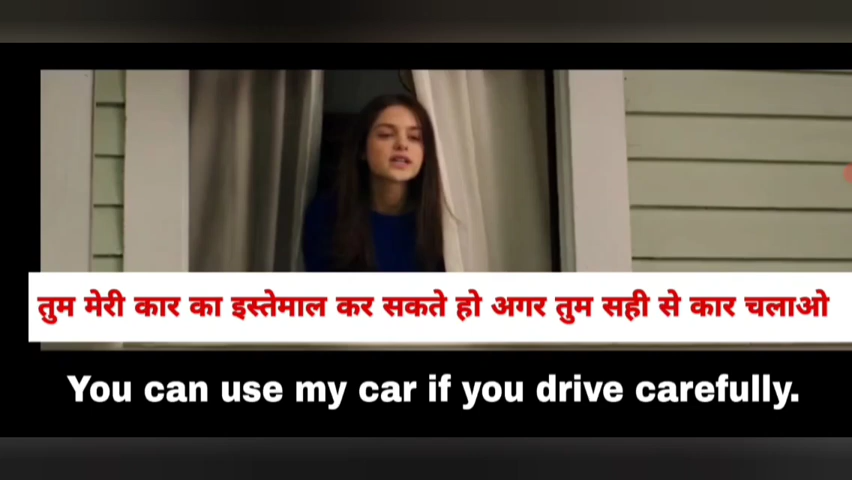 तुम मेरी कार का इस्तेमाल कर सकते हो अगर तुम सही से कार चलाओ
You can use my car if you drive carefully.